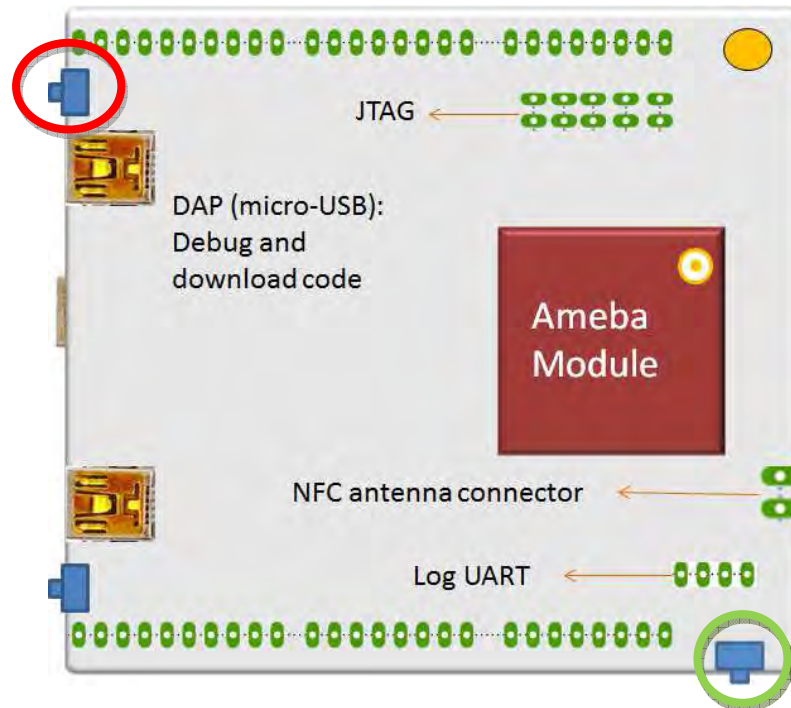 JTAG
DAP (micro-USB):
Debug and
download code
Ameba
Module
NFC antenna connector
Log UART